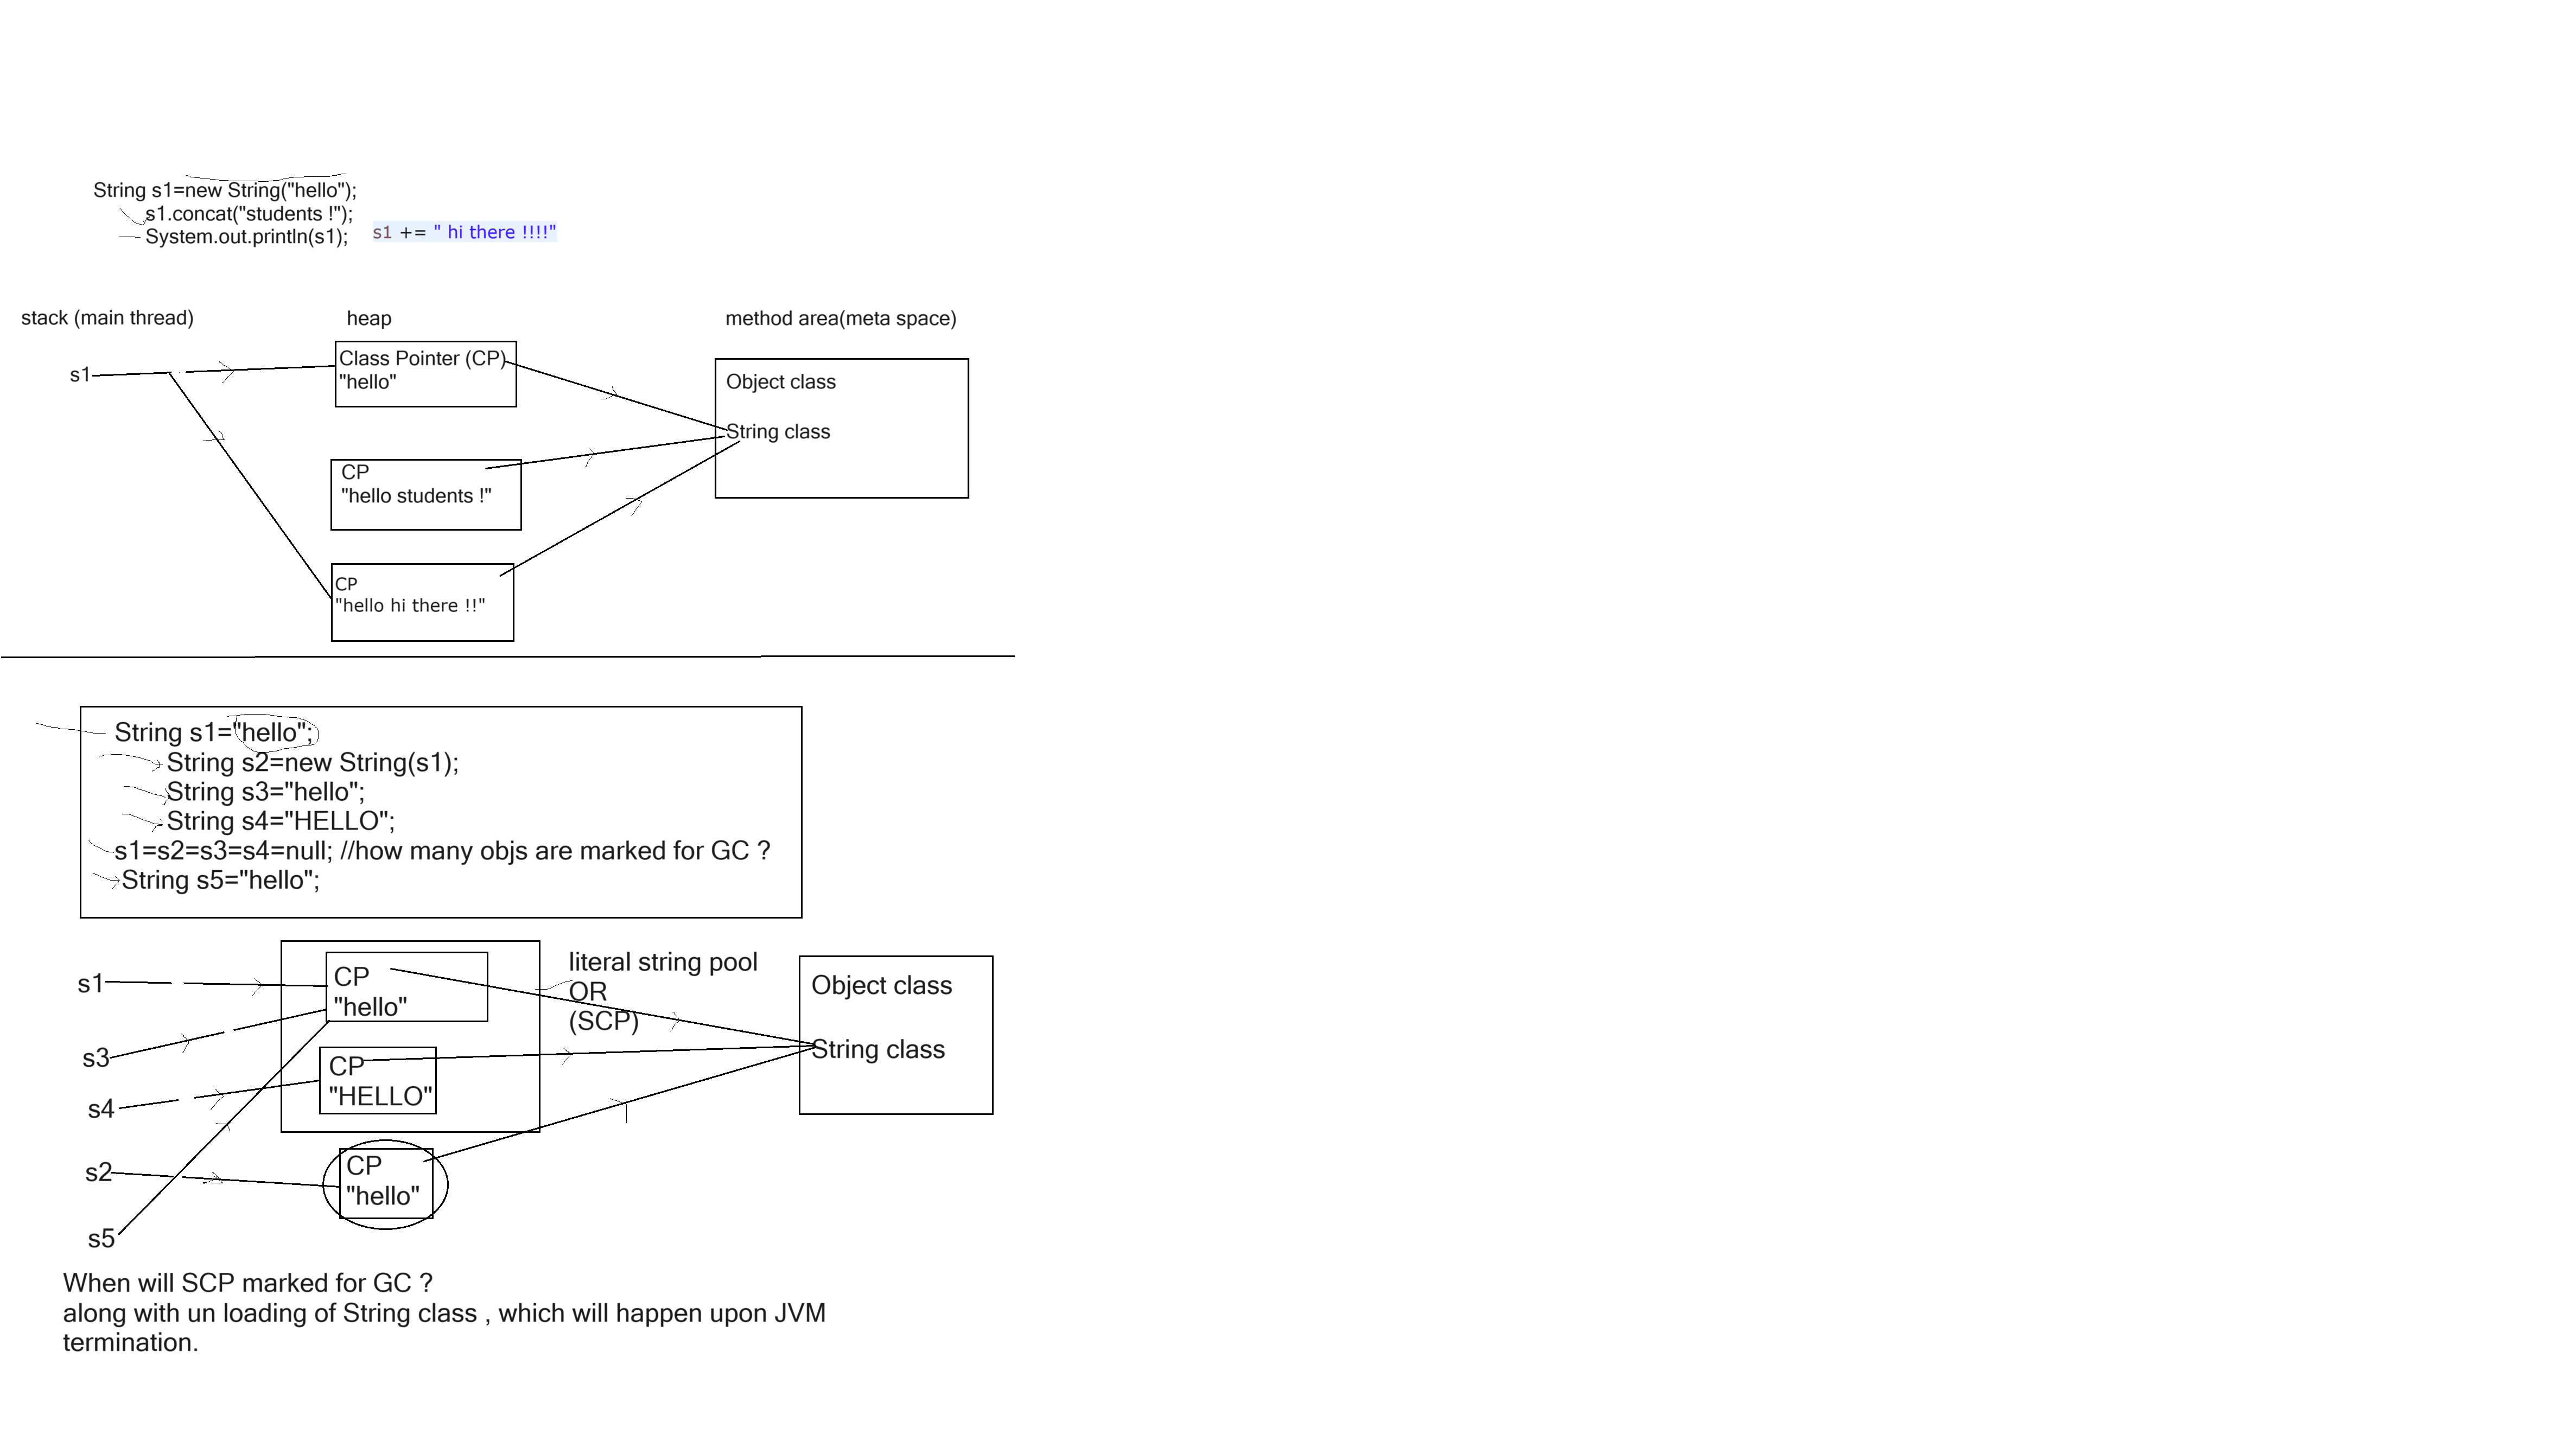 String s1=new String("hello");
s1.concat("students !");
System.out.println(s1);
s1 += " hi there !!!!"
stack (main thread)
heap
method area(meta space)
s1
Class Pointer (CP)
"hello"
Object class
String class
CP
"hello students !"
CP
"hello hi there !!"
String s1="hello";
String s2=new String(s1);
String s3="hello";
String s4="HELLO";
s1=s2=s3=s4=null; //how many objs are marked for GC ?
String s5="hello";
s1
CP
"hello"
literal string pool
OR
(SCP)
Object class
String class
s3
CP
"HELLO"
s4
s2
CP
"hello"
s5
When will SCP marked for GC ?
along with un loading of String class , which will happen upon JVM
termination.